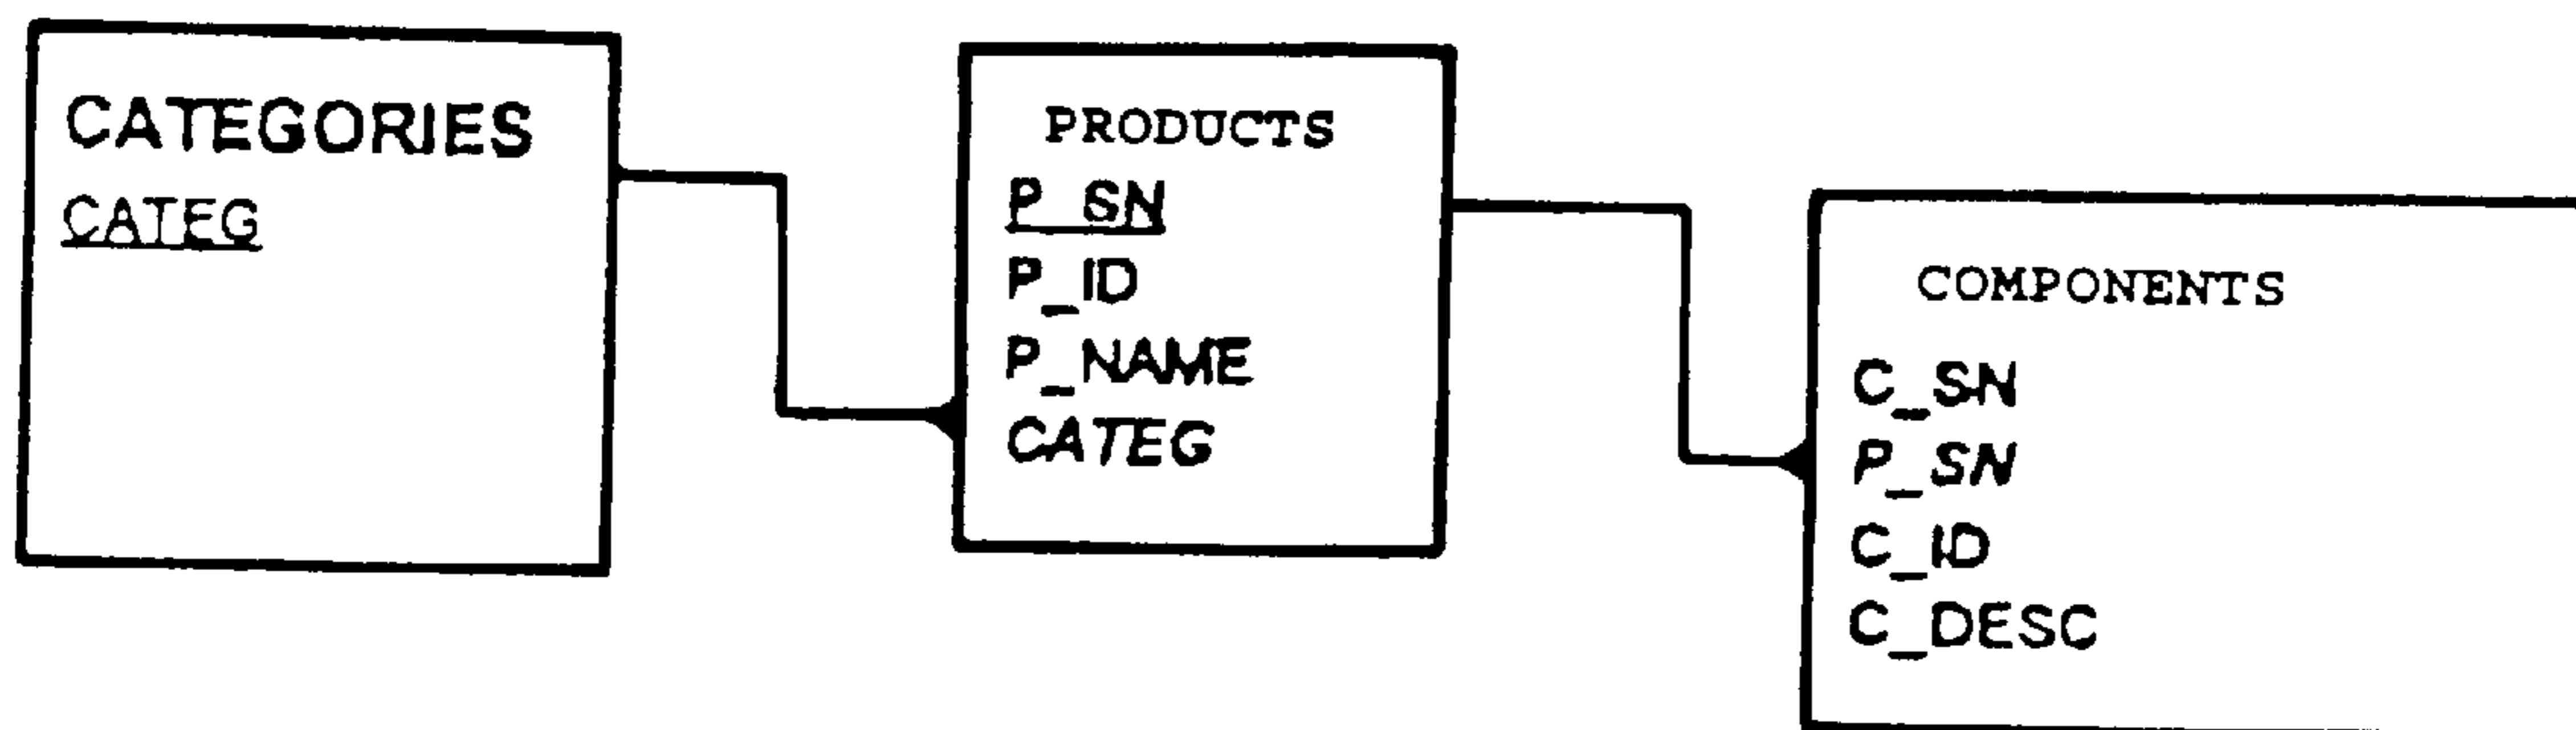 CATEGORIES
CATEG
PRODUCTS
P_SN
P_ID
P_NAME
CATEG
COMPONENTS
C_SN
P_SN
C_ID
C_DESC